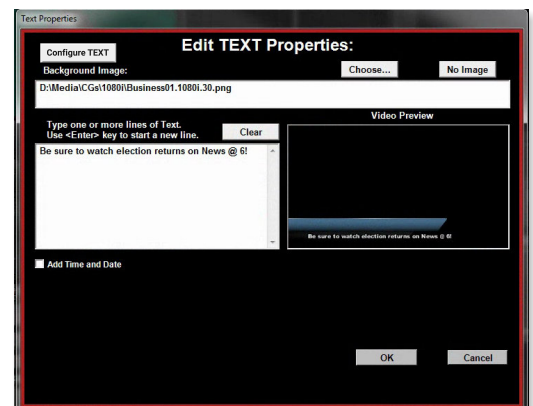 Text Properties
Edit TEXT Properties:
Configure TEXT
Background Image:
Choose...
No Image
D:\Media\CGs\1080i\Business01.1080i.30.png
Video Preview
Type one or more lines of Text.
Use <Enter> key to start a new line.
Clear
Be sure to watch election returns on News @ 6!
Be sure to watch election returns on News @ 6!
Add Time and Date
OK
Cancel